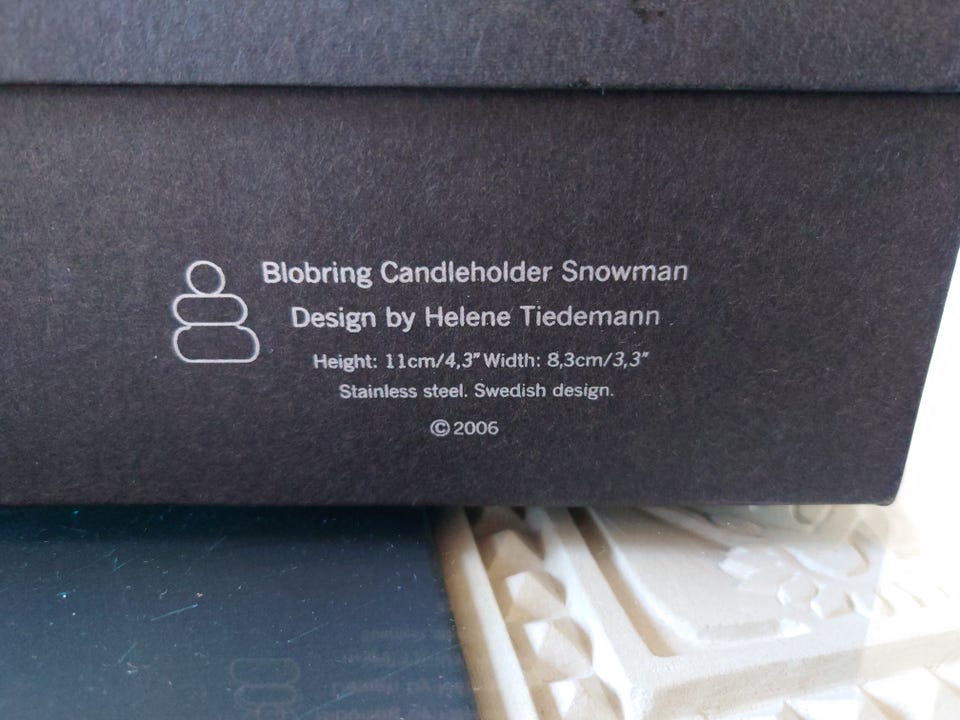 Blobring Candleholder Snowman
Design by Helene Tiedemann
Height: 11cm/4,3" Width: 8,3cm/3,3"
Stainless steel. Swedish design.
©2006